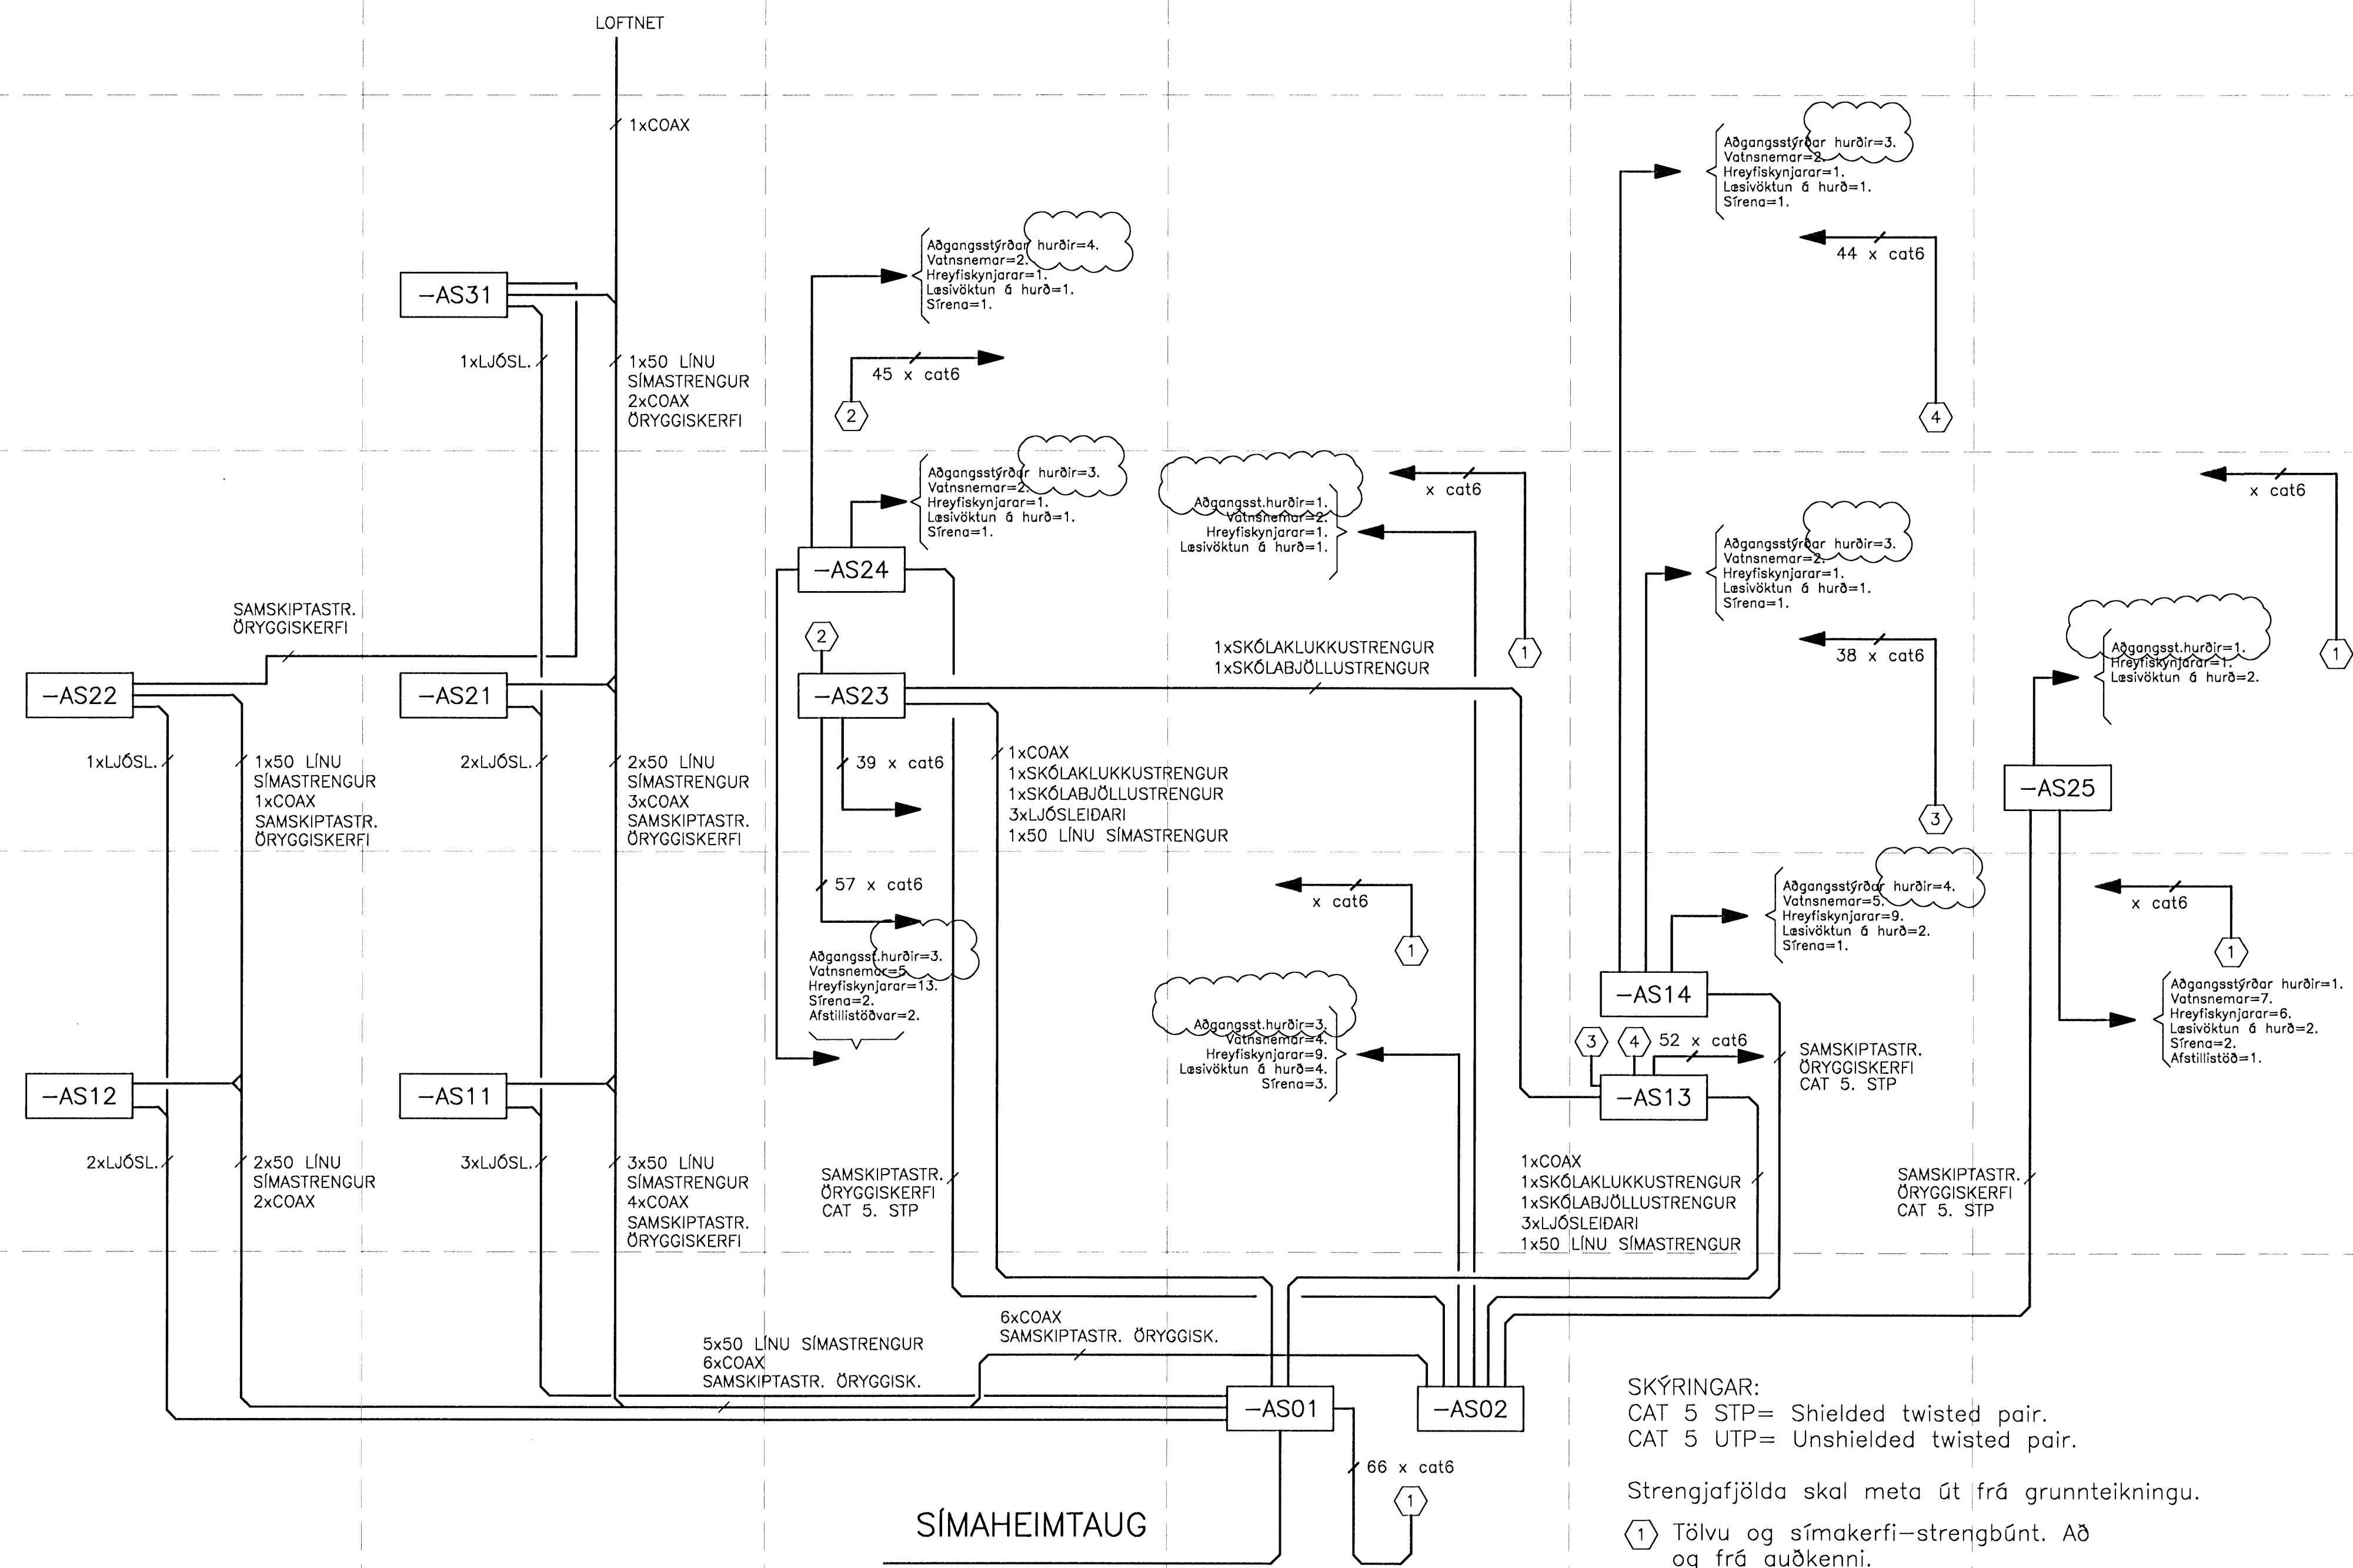 LOFTNET
1xCOAX
-AS31
1xLJÓSL.
1x50 LÍNU
SÍMASTRENGUR
2xCOAX
ÖRYGGISKERFI
Aðgangsstýrðar hurðir=4.
Vatnsnemar=2.
Hreyfiskynjarar=1.
Læsivöktun á hurð=1.
Sírena=1.
45 x cat6
2
Aðgangsstýrðar hurðir=3.
Vatnsnemar=2.
Hreyfiskynjarar=1.
Læsivöktun á hurð=1.
Sírena=1.
44 x cat6
4
Aðgangsstýrðar hurðir=3.
Vatnsnemar=2.
Hreyfiskynjarar=1.
Læsivöktun á hurð=1.
Sírena=1.
-AS24
Aðgangsst.hurðir=1.
Vatnsnemar=2.
Hreyfiskynjarar=1.
Læsivöktun á hurð=1.
x cat6
1
Aðgangsstýrðar hurðir=3.
Vatnsnemar=2.
Hreyfiskynjarar=1.
Læsivöktun á hurð=1.
Sírena=1.
38 x cat6
3
x cat6
1
Aðgangsst.hurðir=1.
Hreyfiskynjarar=1.
Læsivöktun á hurð=2.
-AS25
SAMSKIPTASTR.
ÖRYGGISKERFI
-AS22
-AS21
2
-AS23
1xSKÓLAKLUKKUSTRENGUR
1xSKÓLABJÖLLUSTRENGUR
1xLJÓSL.
1x50 LÍNU
SÍMASTRENGUR
1xCOAX
SAMSKIPTASTR.
ÖRYGGISKERFI
2xLJÓSL.
2x50 LÍNU
SÍMASTRENGUR
3xCOAX
SAMSKIPTASTR.
ÖRYGGISKERFI
39 x cat6
1xCOAX
1xSKÓLAKLUKKUSTRENGUR
1xSKÓLABJÖLLUSTRENGUR
3xLJÓSLEIÐARI
1x50 LÍNU SÍMASTRENGUR
57 x cat6
Aðgangsst.hurðir=3.
Vatnsnemar=5.
Hreyfiskynjarar=13.
Sírena=2.
Afstillistöðvar=2.
x cat6
1
Aðgangsst.hurðir=3.
Vatnsnemar=4.
Hreyfiskynjarar=9.
Læsivöktun á hurð=4.
Sírena=3.
Aðgangsstýrðar hurðir=4.
Vatnsnemar=5.
Hreyfiskynjarar=9.
Læsivöktun á hurð=2.
Sírena=1.
-AS14
3
4
52 x cat6
-AS13
SAMSKIPTASTR.
ÖRYGGISKERFI
CAT 5. STP
x cat6
1
Aðgangsstýrðar hurðir=1.
Vatnsnemar=7.
Hreyfiskynjarar=6.
Læsivöktun á hurð=2.
Sírena=2.
Afstillistöð=1.
-AS12
-AS11
2xLJÓSL.
2x50 LÍNU
SÍMASTRENGUR
2xCOAX
3xLJÓSL.
3x50 LÍNU
SÍMASTRENGUR
4xCOAX
SAMSKIPTASTR.
ÖRYGGISKERFI
SAMSKIPTASTR.
ÖRYGGISKERFI
CAT 5. STP
1xCOAX
1xSKÓLAKLUKKUSTRENGUR
1xSKÓLABJÖLLUSTRENGUR
3xLJÓSLEIÐARI
1x50 LÍNU SÍMASTRENGUR
SAMSKIPTASTR.
ÖRYGGISKERFI
CAT 5. STP
5x50 LÍNU SÍMASTRENGUR
6xCOAX
SAMSKIPTASTR. ÖRYGGISK.
6xCOAX
SAMSKIPTASTR. ÖRYGGISK.
-AS01
-AS02
66 x cat6
1
SÍMAHEIMTAUG
SKÝRINGAR:
CAT 5 STP= Shielded twisted pair.
CAT 5 UTP= Unshielded twisted pair.
Strengjafjölda skal meta út frá grunnteikningu.
1 Tölvu og símakerfi-strengbúnt. Að
og frá auðkenni.